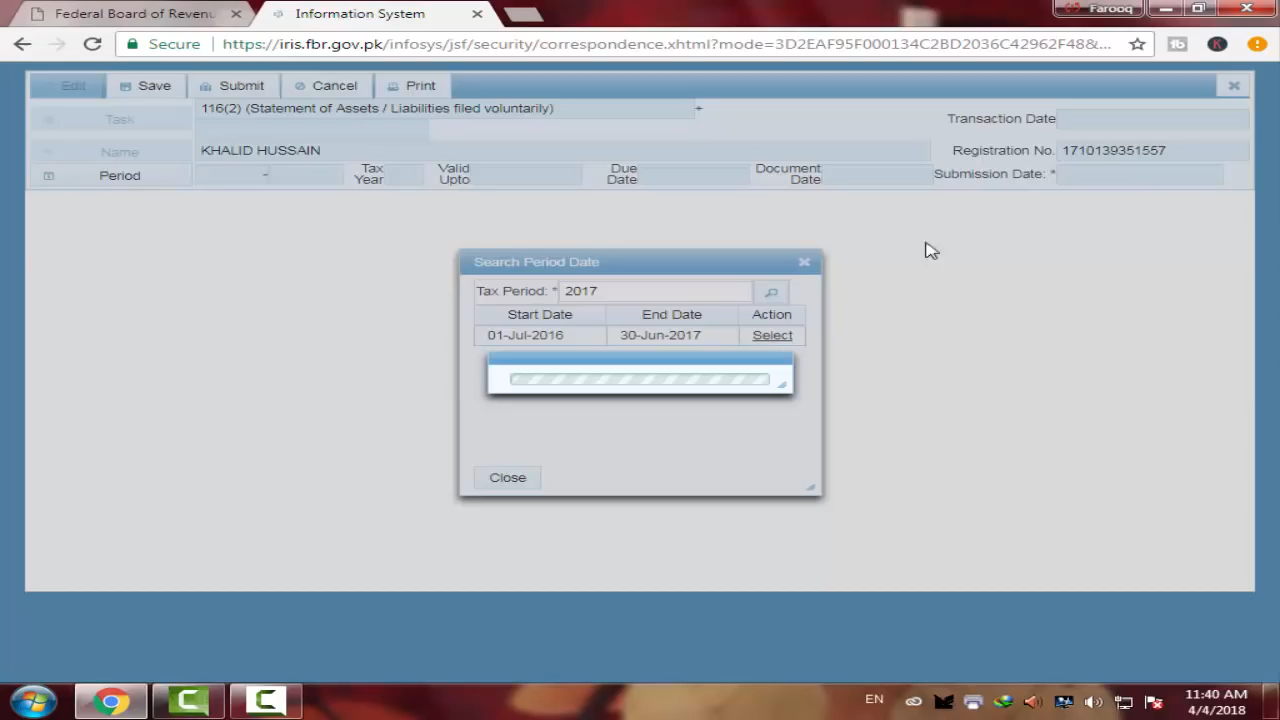 Federal Board of Revenu
Information System
Farooq
Secure https://iris.fbr.gov.pk/infosys/jsf/security/correspondence.xhtml?mode=3D2EAF95F000134C2BD2036C42962F48&...
Edit Save Submit Cancel Print
Task 116(2) (Statement of Assets / Liabilities filed voluntarily) + Transaction Date
Name KHALID HUSSAIN Registration No. 1710139351557
Period - Tax Year Valid Upto Due Date Document Date Submission Date: *
Search Period Date
Tax Period: * 2017
Start Date End Date Action
01-Jul-2016 30-Jun-2017 Select
Close
EN 11:40 AM
4/4/2018